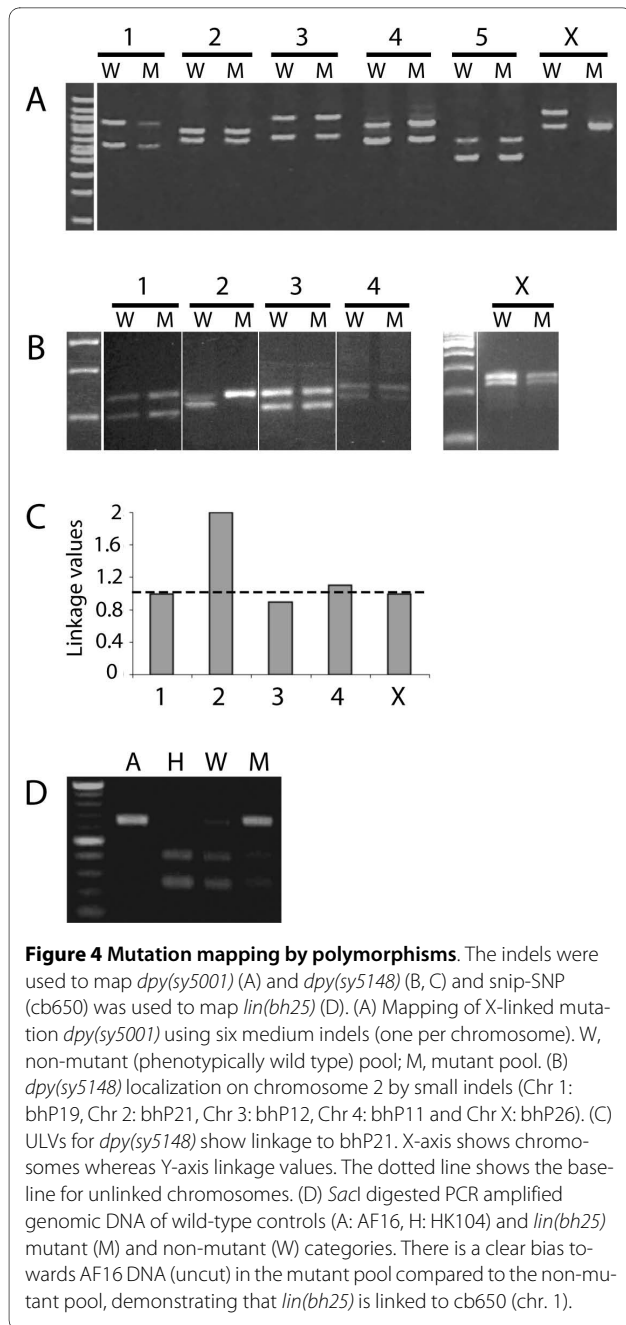 1 2 3 4 5 X
W M W M W M W M W M W M
A
1 2 3 4 X
W M W M W M W M W M
B
C
Linkage values
2
1.6
1.2
0.8
0.4
0
1 2 3 4 X
A H W M
D
Figure 4 Mutation mapping by polymorphisms. The indels were
used to map dpy(sy5001) (A) and dpy(sy5148) (B, C) and snip-SNP
(cb650) was used to map lin(bh25) (D). (A) Mapping of X-linked muta-
tion dpy(sy5001) using six medium indels (one per chromosome). W,
non-mutant (phenotypically wild type) pool; M, mutant pool. (B)
dpy(sy5148) localization on chromosome 2 by small indels (Chr 1:
bhP19, Chr 2: bhP21, Chr 3: bhP12, Chr 4: bhP11 and Chr X: bhP26). (C)
ULVs for dpy(sy5148) show linkage to bhP21. X-axis shows chromo-
somes whereas Y-axis linkage values. The dotted line shows the base-
line for unlinked chromosomes. (D) SacI digested PCR amplified
genomic DNA of wild-type controls (A: AF16, H: HK104) and lin(bh25)
mutant (M) and non-mutant (W) categories. There is a clear bias to-
wards AF16 DNA (uncut) in the mutant pool compared to the non-mu-
tant pool, demonstrating that lin(bh25) is linked to cb650 (chr. 1).